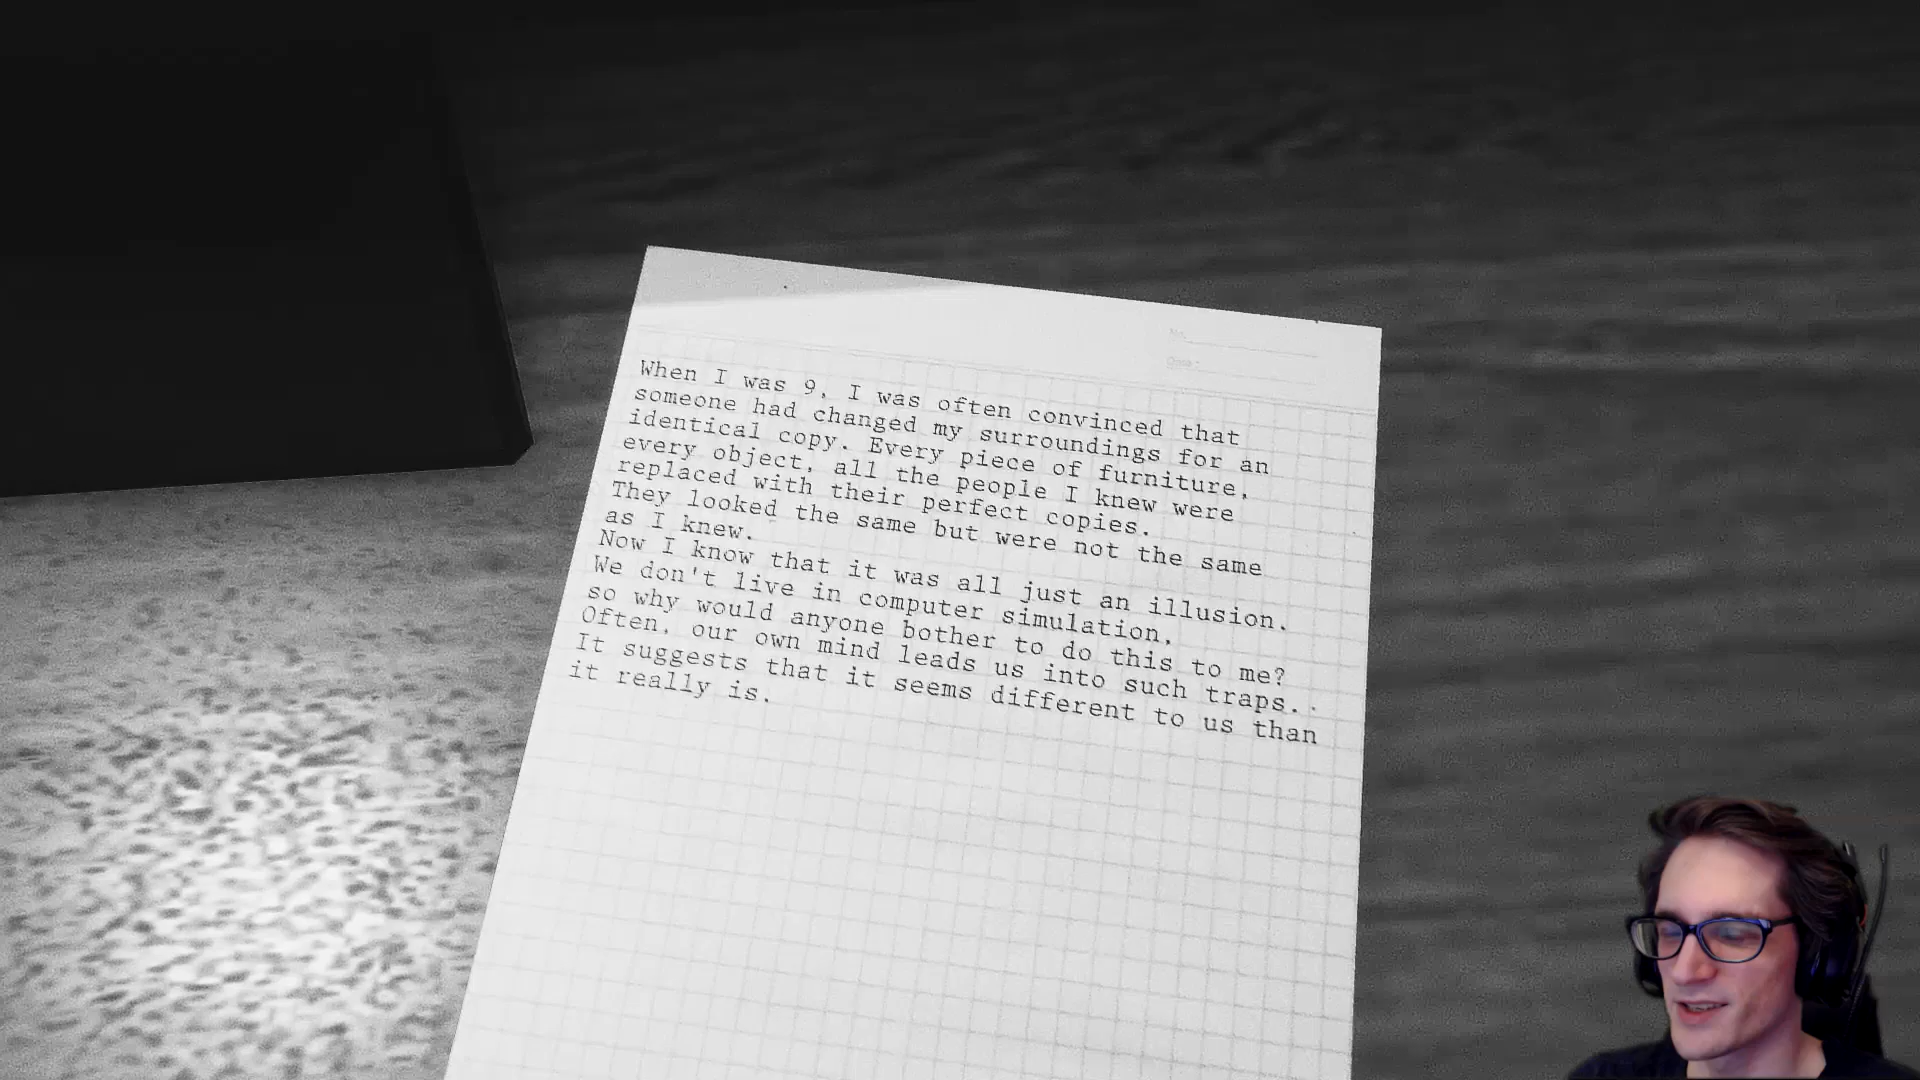 No.
Date:
When I was 9, I was often convinced that
someone had changed my surroundings for an
identical copy. Every piece of furniture,
every object, all the people I knew were
replaced with their perfect copies.
They looked the same but were not the same
as I knew.
Now I know that it was all just an illusion.
We don't live in computer simulation,
so why would anyone bother to do this to me?
Often, our own mind leads us into such traps.
It suggests that it seems different to us than
it really is.